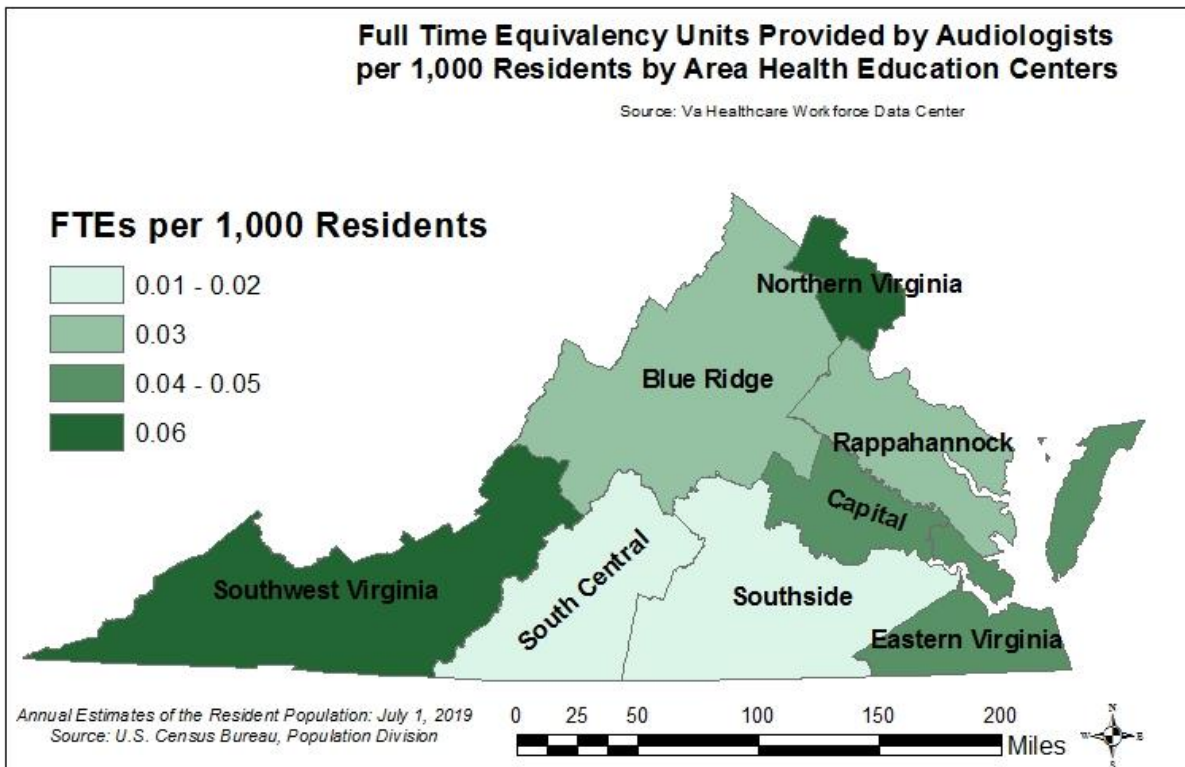 Full Time Equivalency Units Provided by Audiologists
per 1,000 Residents by Area Health Education Centers
Source: Va Healthcare Workforce Data Center
FTEs per 1,000 Residents
0.01 - 0.02
0.03
0.04 - 0.05
0.06
Northern Virginia
Blue Ridge
Rappahannock
Capital
Southwest Virginia
South Central
Southside
Eastern Virginia
Annual Estimates of the Resident Population: July 1, 2019
Source: U.S. Census Bureau, Population Division
0 25 50 100 150 200
Miles
N
W E
S